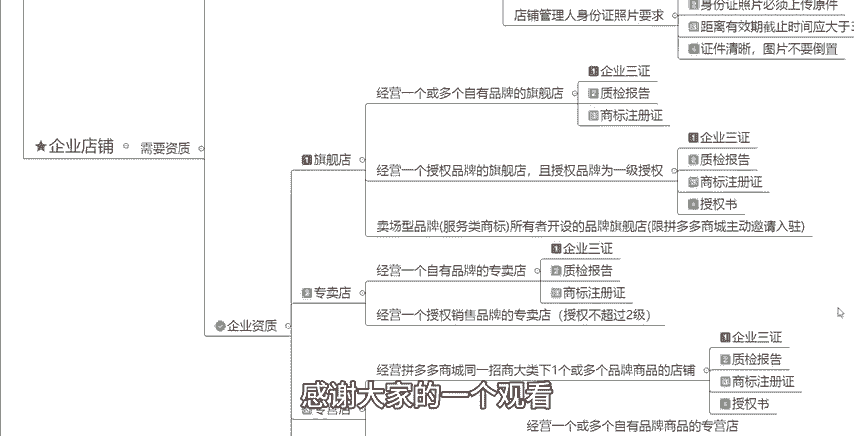 身份证照片必须上传原件
店铺管理人身份证照片要求
距离有效期截止时间应大于3
证件清晰，图片不要倒置
★企业店铺
需要资质
1 旗舰店
经营一个或多个自有品牌的旗舰店
1 企业三证
2 质检报告
3 商标注册证
经营一个授权品牌的旗舰店，且授权品牌为一级授权
1 企业三证
2 质检报告
3 商标注册证
4 授权书
卖场型品牌(服务类商标)所有者开设的品牌旗舰店(限拼多多商城主动邀请入驻)
企业资质
2 专卖店
经营一个自有品牌的专卖店
1 企业三证
2 质检报告
3 商标注册证
经营一个授权销售品牌的专卖店（授权不超过2级）
3 专营店
经营拼多多商城同一招商大类下1个或多个品牌商品的店铺
1 企业三证
2 质检报告
3 商标注册证
4 授权书
经营一个或多个自有品牌商品的专营店
感谢大家的一个观看